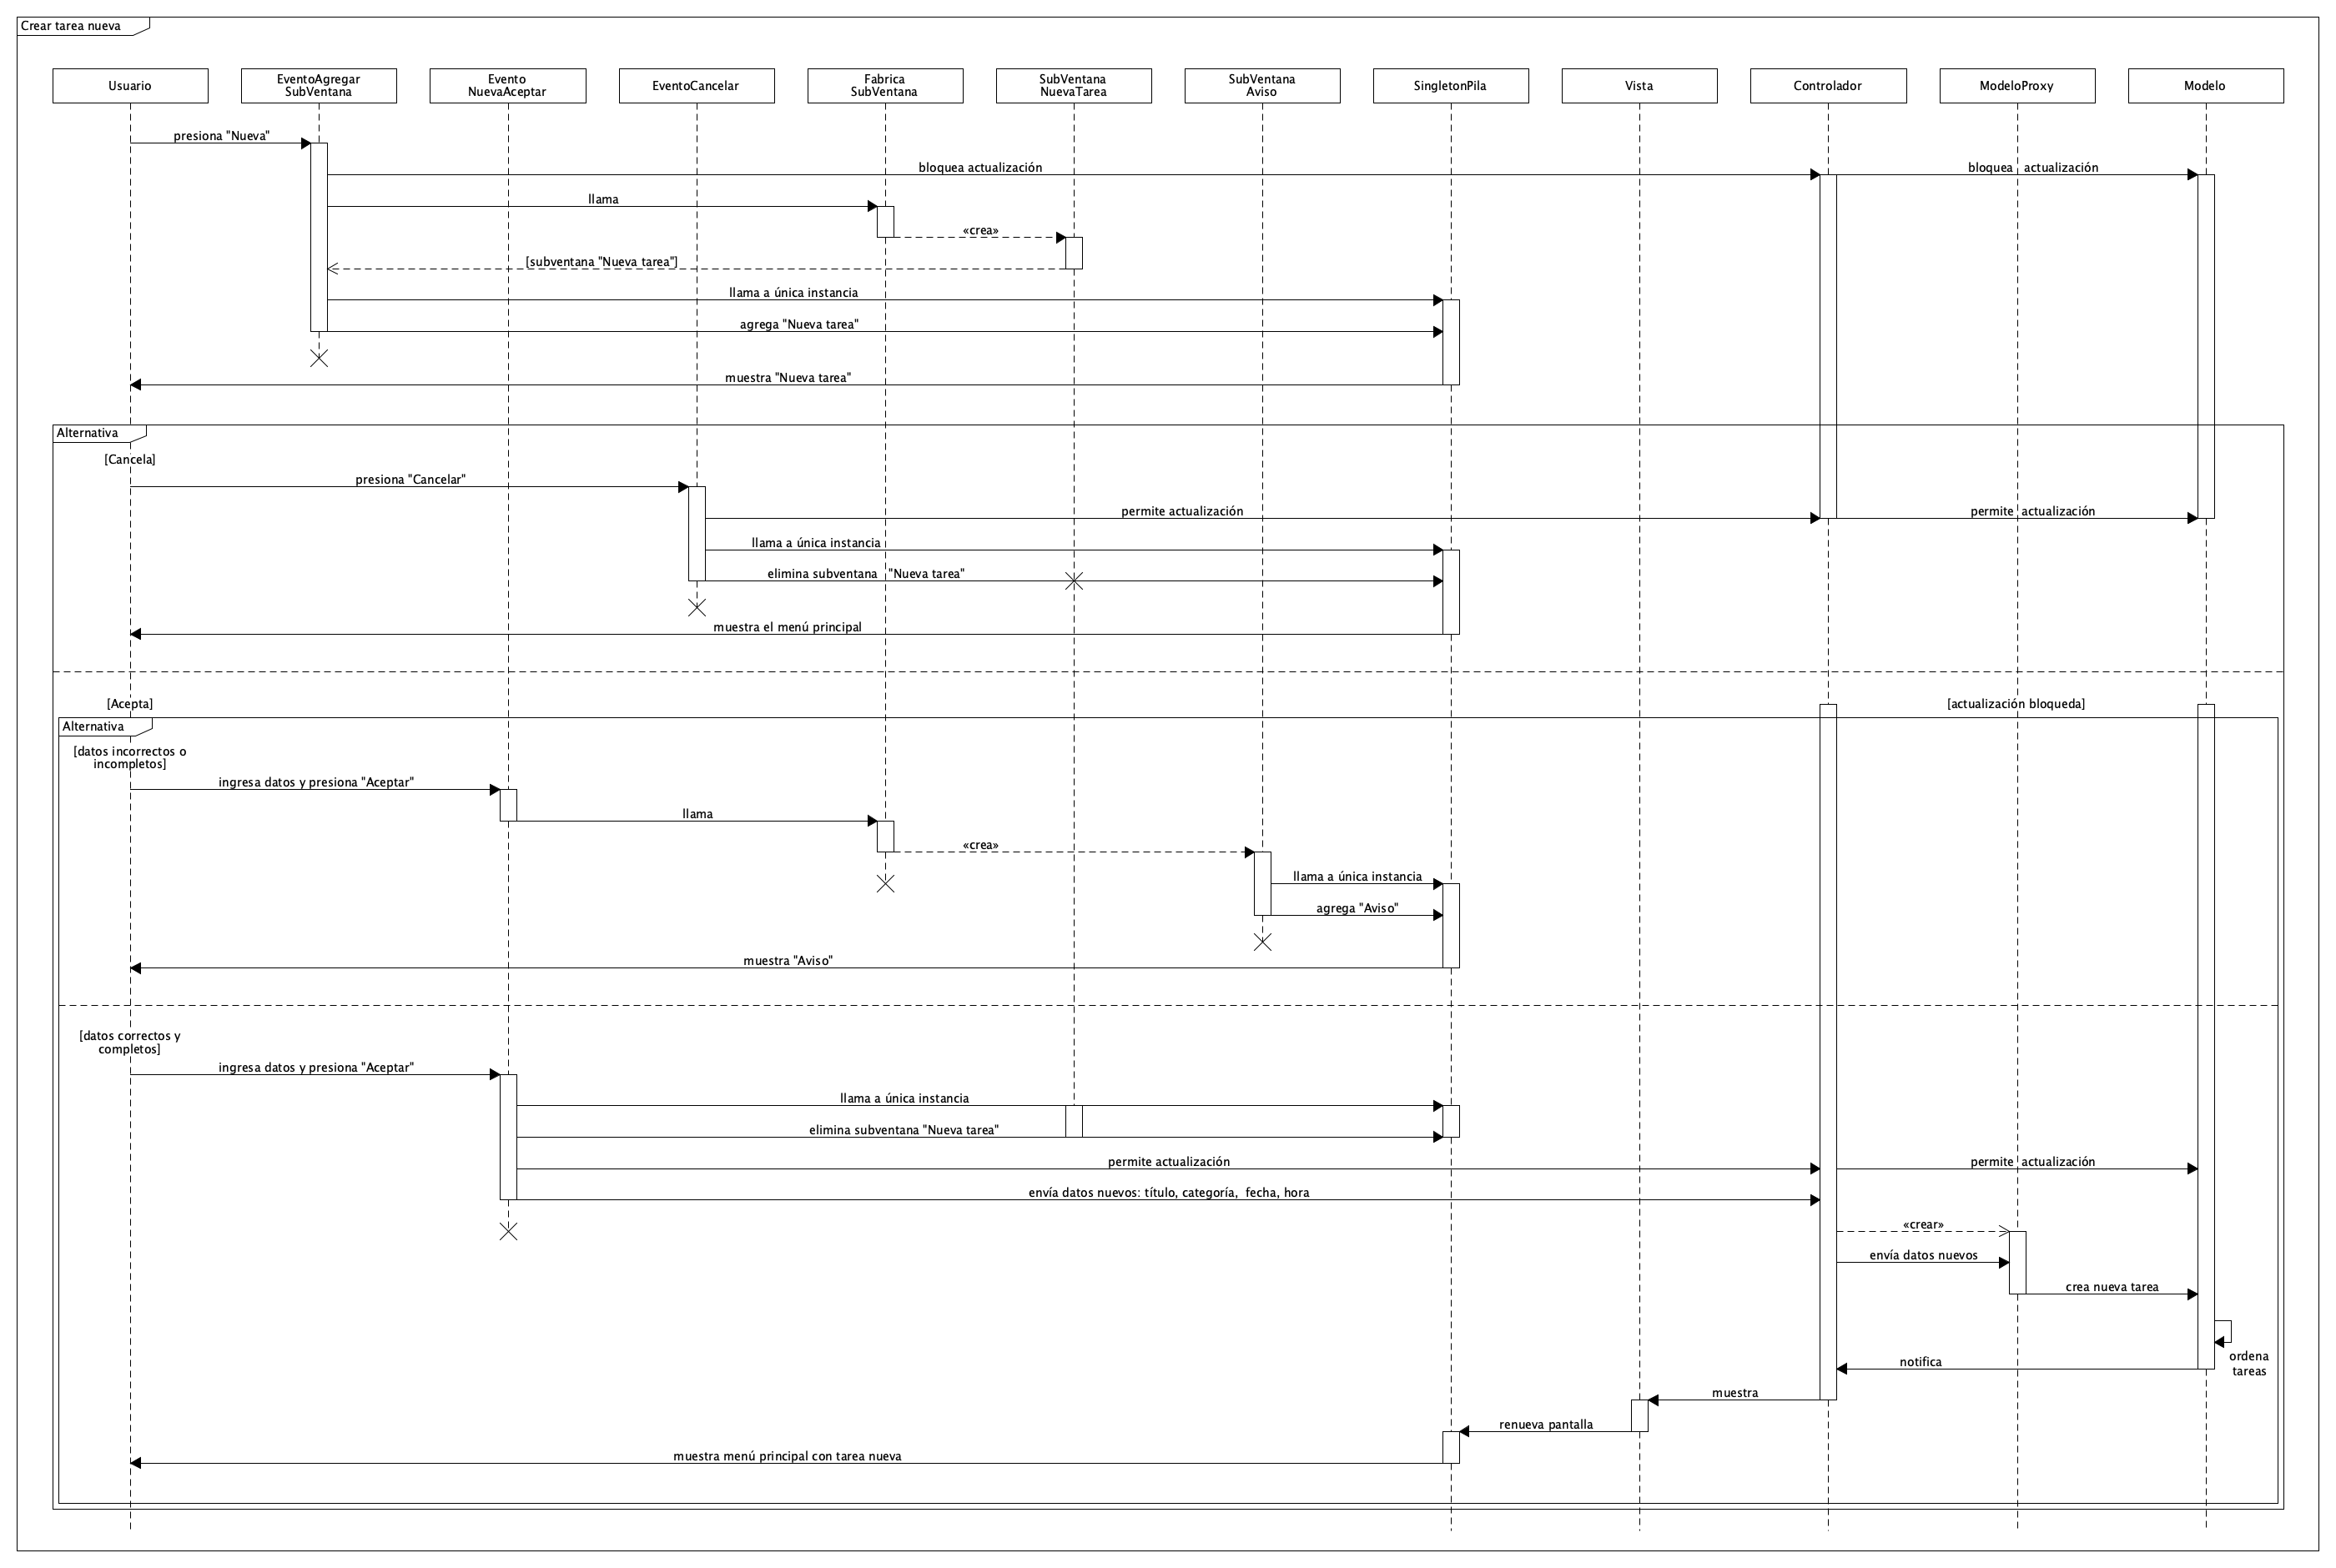 Crear tarea nueva
Usuario
EventoAgregar
SubVentana
Evento
NuevaAceptar
EventoCancelar
Fabrica
SubVentana
SubVentana
NuevaTarea
SubVentana
Aviso
SingletonPila
Vista
Controlador
ModeloProxy
Modelo
presiona "Nueva"
bloquea actualización
bloquea actualización
llama
«crea»
[subventana "Nueva tarea"]
llama a única instancia
agrega "Nueva tarea"
muestra "Nueva tarea"
Alternativa
[Cancela]
presiona "Cancelar"
permite actualización
permite actualización
llama a única instancia
elimina subventana "Nueva tarea"
muestra el menú principal
[Acepta]
[actualización bloqueda]
Alternativa
[datos incorrectos o
incompletos]
ingresa datos y presiona "Aceptar"
llama
«crea»
llama a única instancia
agrega "Aviso"
muestra "Aviso"
[datos correctos y
completos]
ingresa datos y presiona "Aceptar"
llama a única instancia
elimina subventana "Nueva tarea"
permite actualización
permite actualización
envía datos nuevos: título, categoría, fecha, hora
«crear»
envía datos nuevos
crea nueva tarea
ordena
tareas
notifica
muestra
renueva pantalla
muestra menú principal con tarea nueva